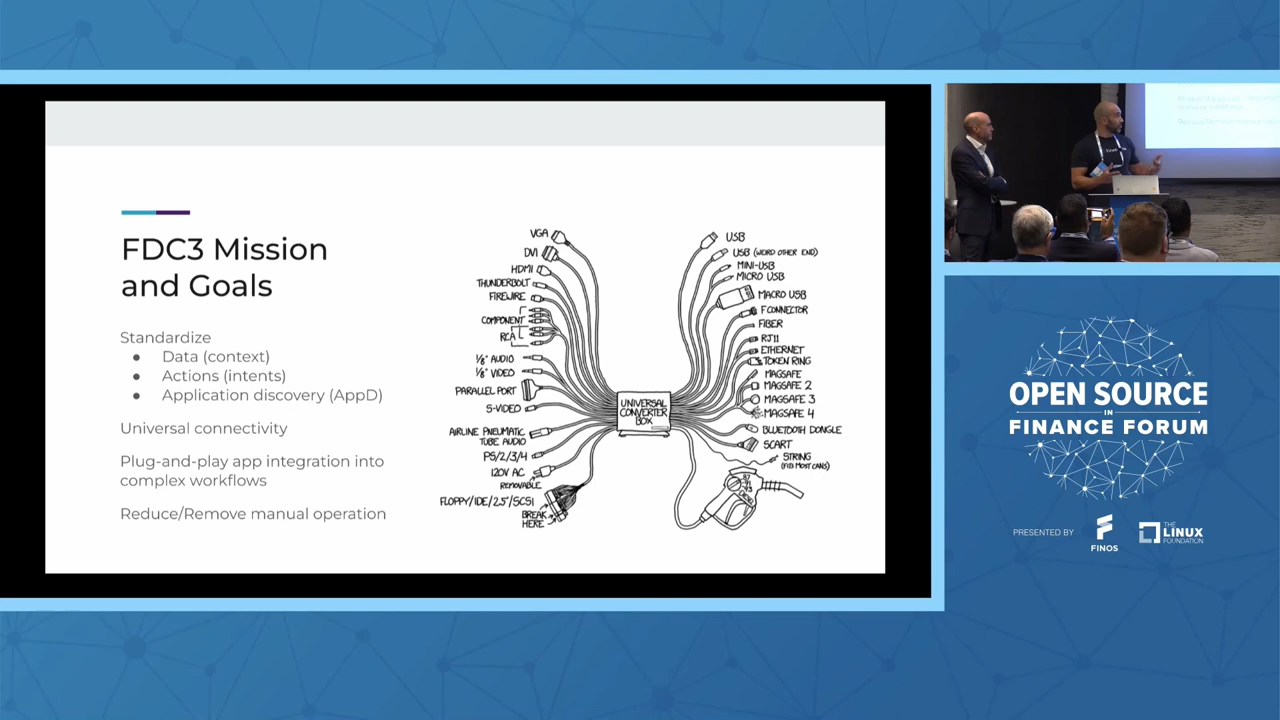 FDC3 Mission
and Goals
Standardize
● Data (context)
● Actions (intents)
● Application discovery (AppD)
Universal connectivity
Plug-and-play app integration into
complex workflows
Reduce/Remove manual operation
VGA
DVI
HDMI
THUNDERBOLT
FIREWIRE
COMPONENT
RCA
1/8" AUDIO
1/8" VIDEO
PARALLEL PORT
S-VIDEO
AIRLINE PNEUMATIC
TUBE AUDIO
PS/2/3/4
120V AC
REMOVABLE
FLOPPY/IDE/2.5"/SCSI
BREAK
HERE
UNIVERSAL
CONVERTER
BOX
USB
USB (WEIRD OTHER END)
MINI-USB
MICRO USB
MACRO USB
F CONNECTOR
FIBER
RJ11
ETHERNET
TOKEN RING
MAGSAFE
MAGSAFE 2
MAGSAFE 3
MAGSAFE 4
BLUETOOTH DONGLE
SCART
STRING
(FITS MOST CANS)
OPEN SOURCE
IN
FINANCE FORUM
PRESENTED BY
FINOS
THE
LINUX
FOUNDATION